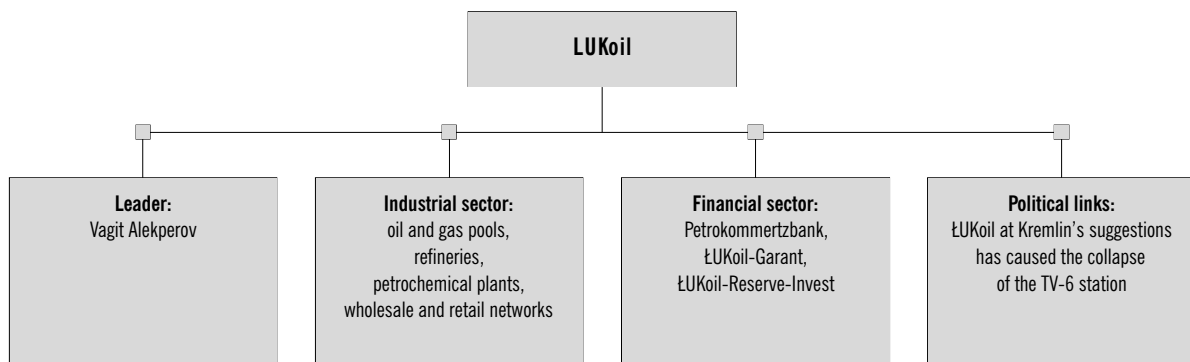 LUKoil
Leader:
Vagit Alekperov
Industrial sector:
oil and gas pools,
refineries,
petrochemical plants,
wholesale and retail networks
Financial sector:
Petrokommertzbank,
ŁUKoil-Garant,
ŁUKoil-Reserve-Invest
Political links:
ŁUKoil at Kremlin's suggestions
has caused the collapse
of the TV-6 station